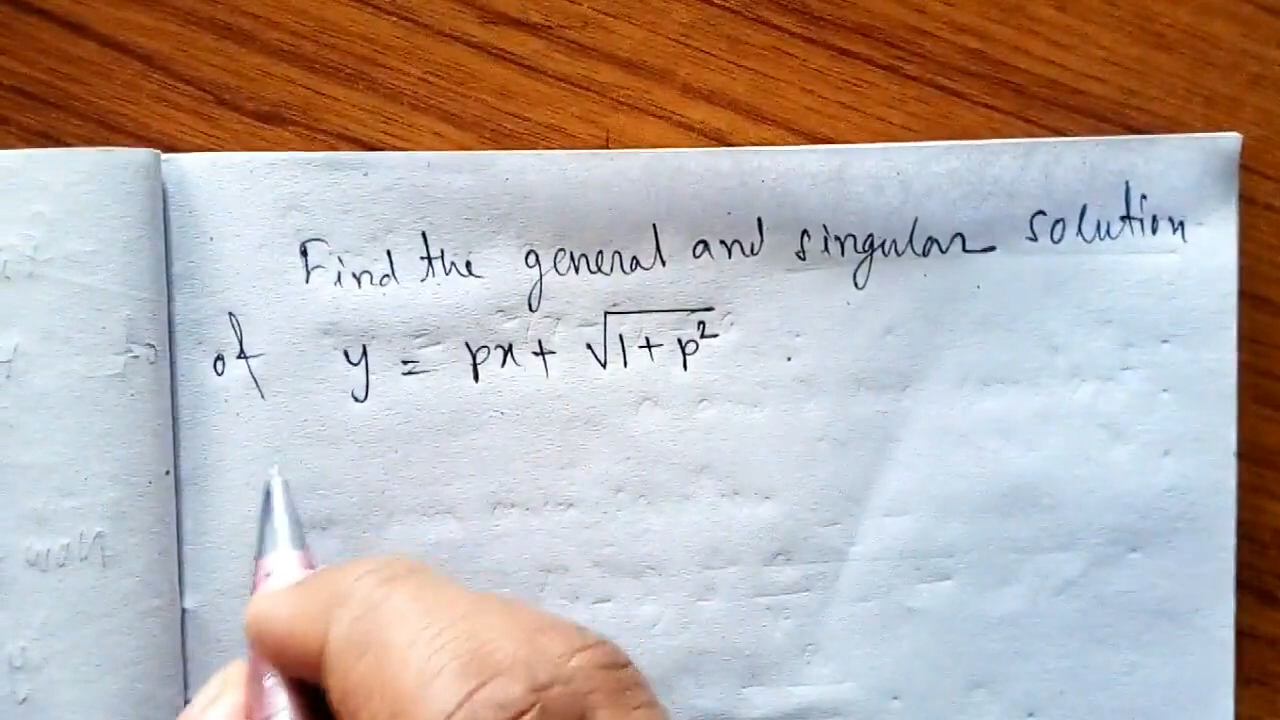 Find the general and singular solution
of y = px + √1+p²